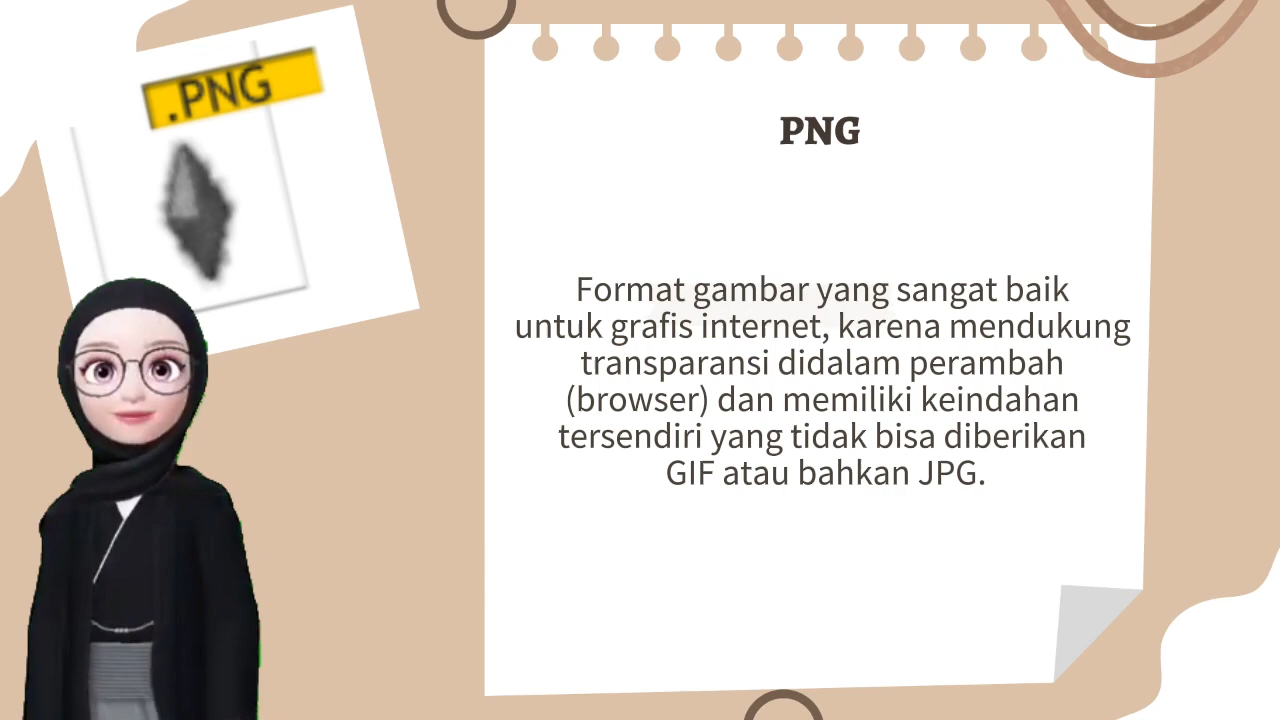 .PNG
PNG
Format gambar yang sangat baik
untuk grafis internet, karena mendukung
transparansi didalam perambah
(browser) dan memiliki keindahan
tersendiri yang tidak bisa diberikan
GIF atau bahkan JPG.